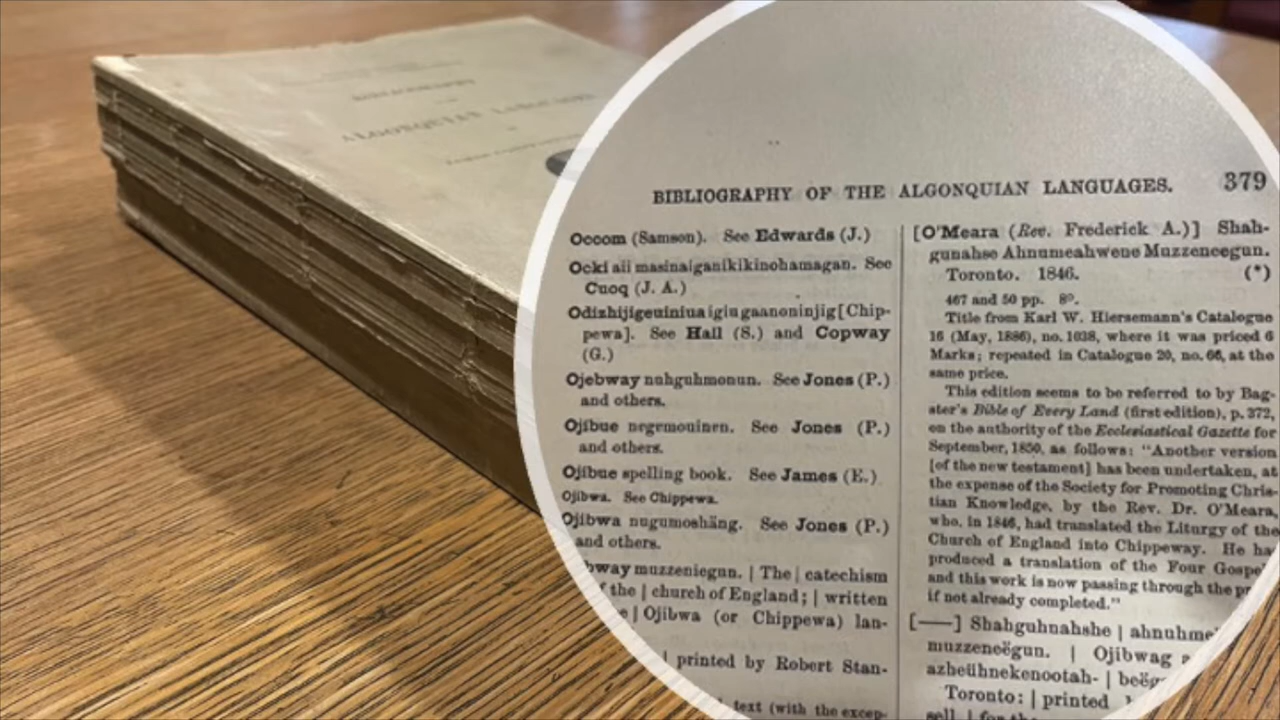 BIBLIOGRAPHY
ALGONQUIAN LANGUAGES
BIBLIOGRAPHY OF THE ALGONQUIAN LANGUAGES. 379
Occom (Samson). See Edwards (J.)
Ocki aii masinaiganikikinohamagan. See
Cuoq (J. A.)
Odizhijigeuiniua igiu gaanoninjig [Chip-
pewa]. See Hall (S.) and Copway
(G.)
Ojebway nuhguhmonun. See Jones (P.)
and others.
Ojibue negemouinen. See Jones (P.)
and others.
Ojibue spelling book. See James (E.)
Ojibwa. See Chippewa.
Ojibwa nugumoshäng. See Jones (P.)
and others.
bway muzzeniegun. | The | catechism
the | church of England; | written
| Ojibwa (or Chippewa) lan-
| printed by Robert Stan-
text (with the excep-
[O'Meara (Rev. Frederick A.)] Shah-
gunahse Ahnumeahwene Muzzeneegun.
Toronto. 1846. (*)
467 and 50 pp. 8º.
Title from Karl W. Hiersemann's Catalogue
16 (May, 1886), no. 1038, where it was priced 6
Marks; repeated in Catalogue 20, no. 66, at the
same price.
This edition seems to be referred to by Bag-
ster's Bible of Every Land (first edition), p. 372,
on the authority of the Ecclesiastical Gazette for
September, 1850, as follows: "Another version
[of the new testament] has been undertaken, at
the expense of the Society for Promoting Chris-
tian Knowledge, by the Rev. Dr. O'Meara,
who, in 1846, had translated the Liturgy of the
Church of England into Chippeway. He ha
produced a translation of the Four Gospe
and this work is now passing through the pr
if not already completed."
[——] Shahguhnahshe | ahnuhme
muzzeneëgun. | Ojibwag
azheühnekenootah- | beëg
Toronto: | printed
sell | for the